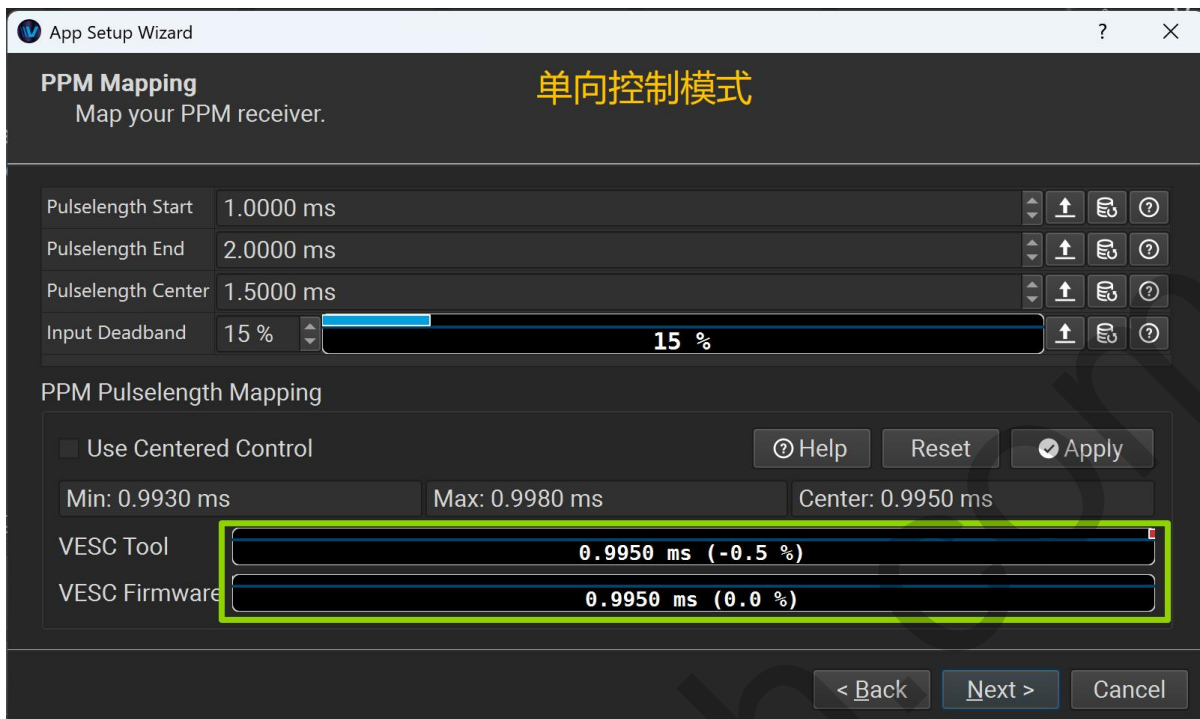 App Setup Wizard
PPM Mapping
单向控制模式
Map your PPM receiver.
Pulselength Start 1.0000 ms
Pulselength End 2.0000 ms
Pulselength Center 1.5000 ms
Input Deadband 15 % 15 %
PPM Pulselength Mapping
Use Centered Control Help Reset Apply
Min: 0.9930 ms Max: 0.9980 ms Center: 0.9950 ms
VESC Tool 0.9950 ms (-0.5 %)
VESC Firmware 0.9950 ms (0.0 %)
< Back Next > Cancel